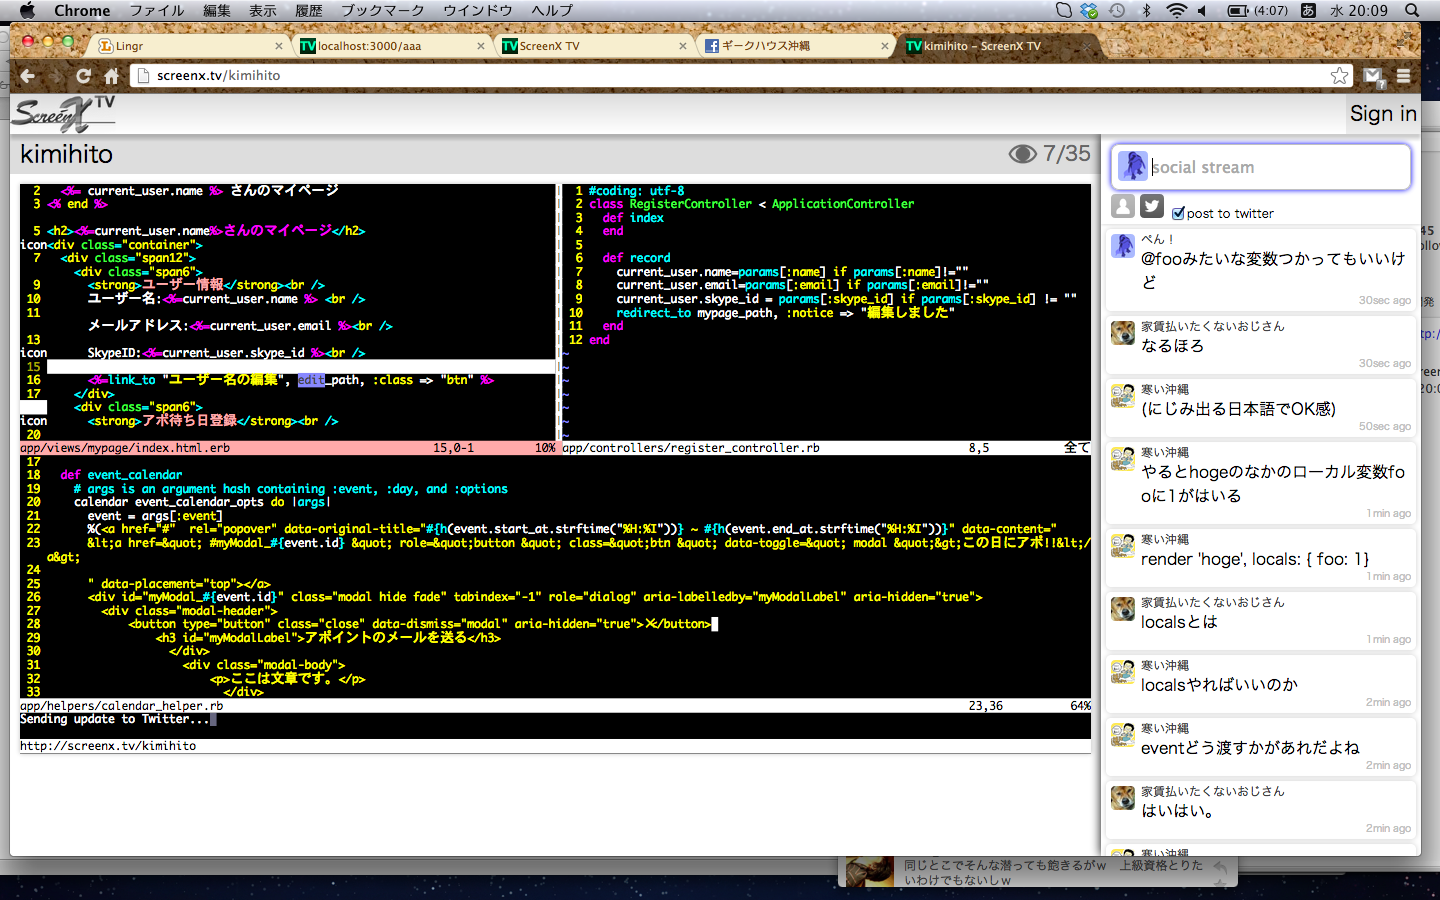 Chrome ファイル 編集 表示 履歴 ブックマーク ウインドウ ヘルプ (4:07) あ 水 20:09
Lingr localhost:3000/aaa ScreenX TV ギークハウス沖縄 kimihito – ScreenX TV
screenx.tv/kimihito
ScreenX TV
Sign in
kimihito
7/35
2 <%= current_user.name %> さんのマイページ
3 <% end %>
5 <h2><%=current_user.name%>さんのマイページ</h2>
icon<div class="container">
7 <div class="span12">
<div class="span6">
9 <strong>ユーザー情報</strong><br />
10 ユーザー名:<%=current_user.name %> <br />
11
メールアドレス:<%=current_user.email %><br />
13
icon SkypeID:<%=current_user.skype_id %><br />
15
16 <%=link_to "ユーザー名の編集", edit_path, :class => "btn" %>
17 </div>
<div class="span6">
icon <strong>アポ待ち日登録</strong><br />
20
app/views/mypage/index.html.erb 15,0-1 10%
1 #coding: utf-8
2 class RegisterController < ApplicationController
3 def index
4 end
5
6 def record
7 current_user.name=params[:name] if params[:name]!=""
8 current_user.email=params[:email] if params[:email]!=""
9 current_user.skype_id = params[:skype_id] if params[:skype_id] != ""
10 redirect_to mypage_path, :notice => "編集しました"
11 end
12 end
~
~
~
~
~
~
~
app/controllers/register_controller.rb 8,5 全て
17
18 def event_calendar
19 # args is an argument hash containing :event, :day, and :options
20 calendar event_calendar_opts do |args|
21 event = args[:event]
22 %(<a href="#" rel="popover" data-original-title="#{h(event.start_at.strftime("%H:%I"))} ~ #{h(event.end_at.strftime("%H:%I"))}" data-content="
23 &lt;a href=&quot; #myModal_#{event.id} &quot; role=&quot;button &quot; class=&quot;btn &quot; data-toggle=&quot; modal &quot;&gt;この日にアポ!!&lt;/
a&gt;
24
25 " data-placement="top"></a>
26 <div id="myModal_#{event.id}" class="modal hide fade" tabindex="-1" role="dialog" aria-labelledby="myModalLabel" aria-hidden="true">
27 <div class="modal-header">
28 <button type="button" class="close" data-dismiss="modal" aria-hidden="true">×</button>
29 <h3 id="myModalLabel">アポイントのメールを送る</h3>
30 </div>
31 <div class="modal-body">
32 <p>ここは文章です。</p>
33 </div>
app/helpers/calendar_helper.rb 23,36 64%
Sending update to Twitter...
http://screenx.tv/kimihito
social stream
post to twitter
ぺん！
@fooみたいな変数つかってもいいけ
ど
30sec ago
家賃払いたくないおじさん
なるほろ
30sec ago
寒い沖縄
(にじみ出る日本語でOK感)
50sec ago
寒い沖縄
やるとhogeのなかのローカル変数fo
oに1がはいる
1min ago
寒い沖縄
render 'hoge', locals: { foo: 1}
1min ago
家賃払いたくないおじさん
localsとは
1min ago
寒い沖縄
localsやればいいのか
2min ago
寒い沖縄
eventどう渡すかがあれだよね
2min ago
家賃払いたくないおじさん
はいはい。
2min ago
寒い沖縄
同じとこでそんな潜っても飽きるがｗ 上級資格とりた
いわけでもないしｗ